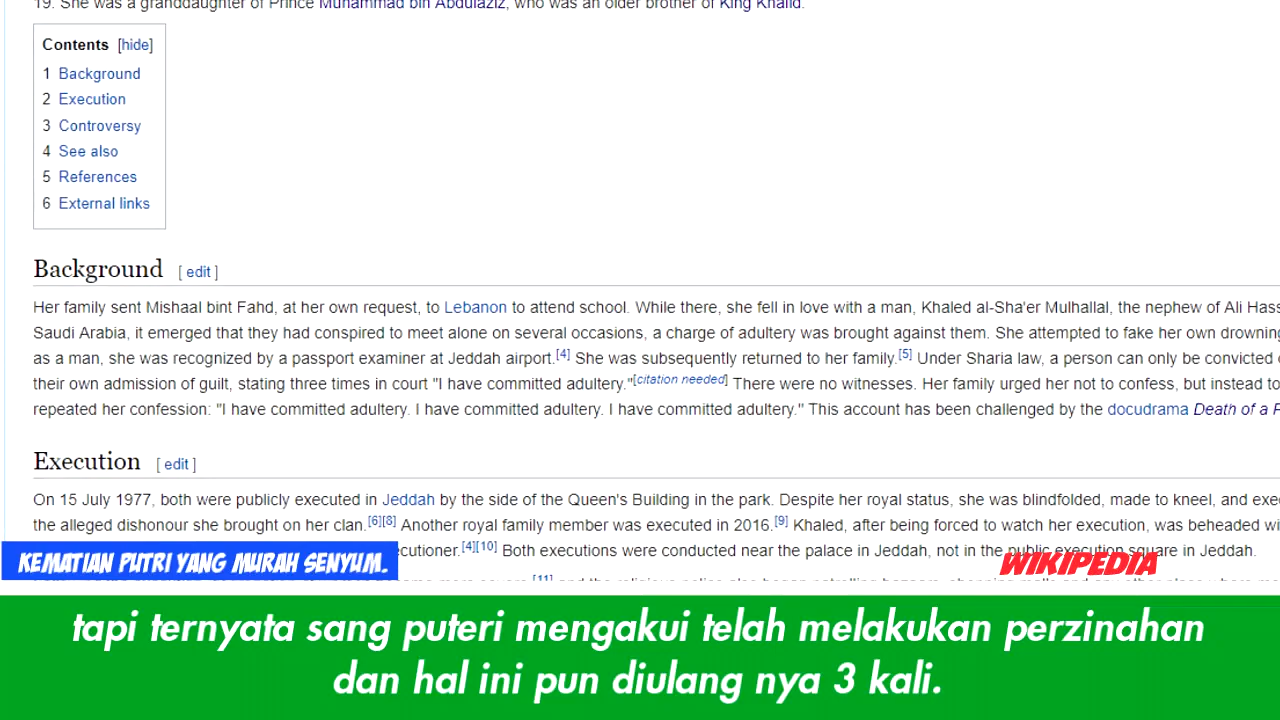 19. She was a granddaughter of Prince Muhammad bin Abdulaziz, who was an older brother of King Khalid.
Contents [hide]
1 Background
2 Execution
3 Controversy
4 See also
5 References
6 External links
Background [ edit ]
Her family sent Mishaal bint Fahd, at her own request, to Lebanon to attend school. While there, she fell in love with a man, Khaled al-Sha'er Mulhallal, the nephew of Ali Hass
Saudi Arabia, it emerged that they had conspired to meet alone on several occasions, a charge of adultery was brought against them. She attempted to fake her own drowning
as a man, she was recognized by a passport examiner at Jeddah airport.[4] She was subsequently returned to her family.[5] Under Sharia law, a person can only be convicted
their own admission of guilt, stating three times in court "I have committed adultery."[citation needed] There were no witnesses. Her family urged her not to confess, but instead to
repeated her confession: "I have committed adultery. I have committed adultery. I have committed adultery." This account has been challenged by the docudrama Death of a
Execution [ edit ]
On 15 July 1977, both were publicly executed in Jeddah by the side of the Queen's Building in the park. Despite her royal status, she was blindfolded, made to kneel, and
the alleged dishonour she brought on her clan.[6][8] Another royal family member was executed in 2016.[9] Khaled, after being forced to watch her execution, was beheaded
ecutioner.[4][10] Both executions were conducted near the palace in Jeddah, not in the public execution square in Jeddah.
KEMATIAN PUTRI YANG MURAH SENYUM.
WIKIPEDIA
[11]
tapi ternyata sang puteri mengakui telah melakukan perzinahan
dan hal ini pun diulang nya 3 kali.